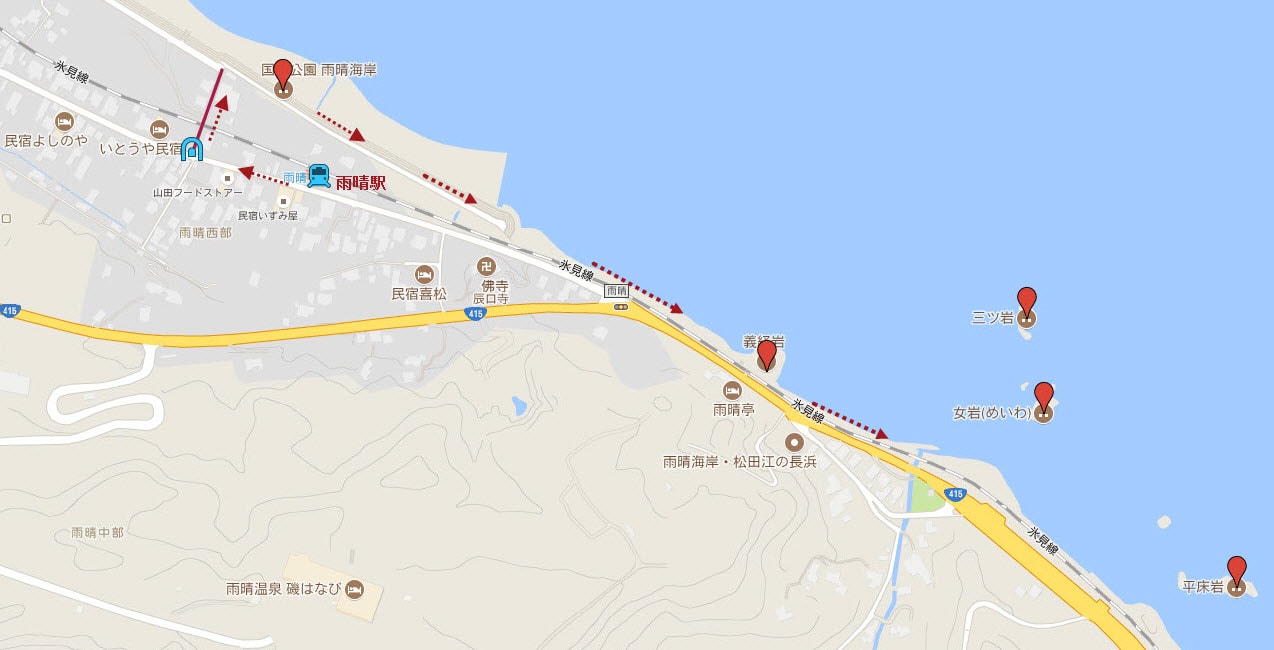 国定公園 雨晴海岸
氷見線
民宿よしのや
いとうや民宿
雨晴
雨晴駅
山田フードストアー
民宿いずみ屋
雨晴西部
氷見線
佛寺
辰口寺
民宿喜松
雨晴
415
415
三ツ岩
義経岩
女岩(めいわ)
雨晴亭
氷見線
雨晴海岸・松田江の長浜
415
雨晴中部
氷見線
雨晴温泉 磯はなび
平床岩